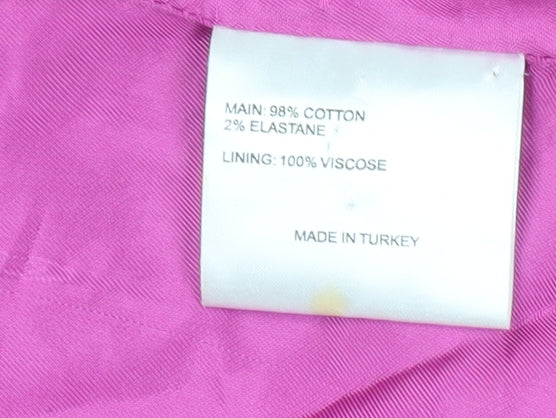 MAIN: 98% COTTON
2% ELASTANE
LINING: 100% VISCOSE
MADE IN TURKEY